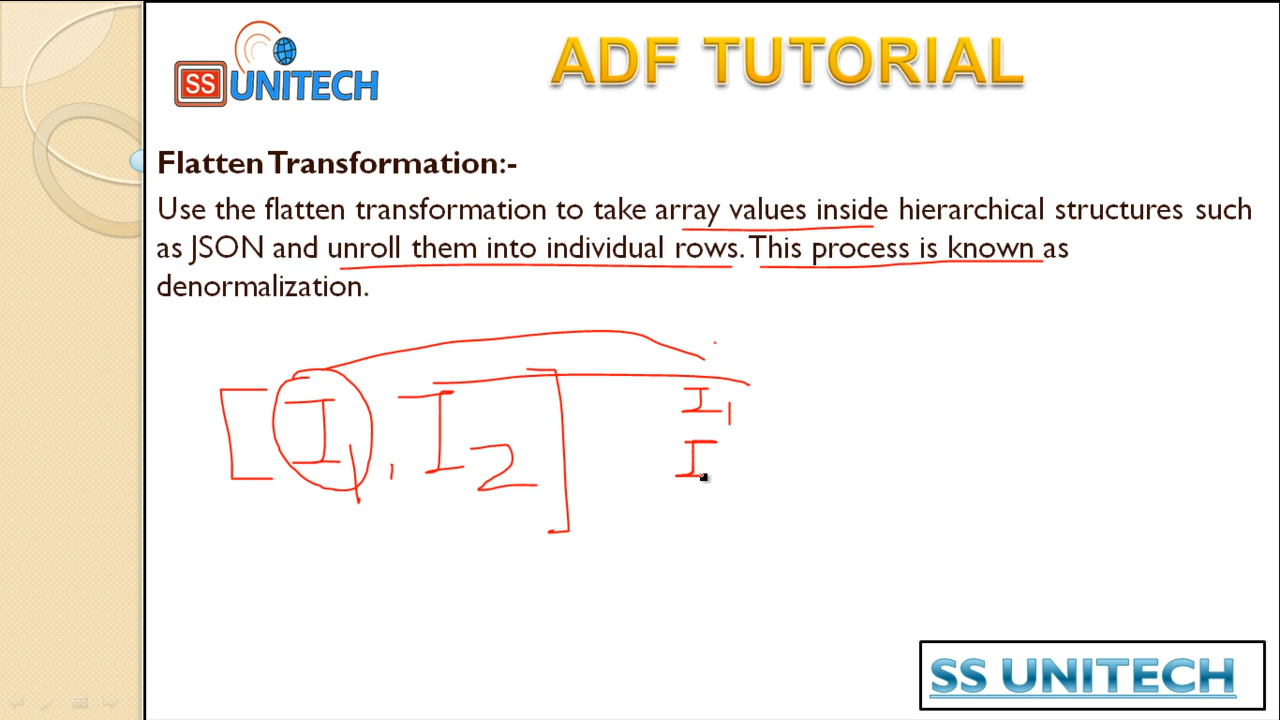 SS UNITECH
ADF TUTORIAL
Flatten Transformation:-
Use the flatten transformation to take array values inside hierarchical structures such
as JSON and unroll them into individual rows. This process is known as
denormalization.
[ I1, I2 ]
I1
I
SS UNITECH